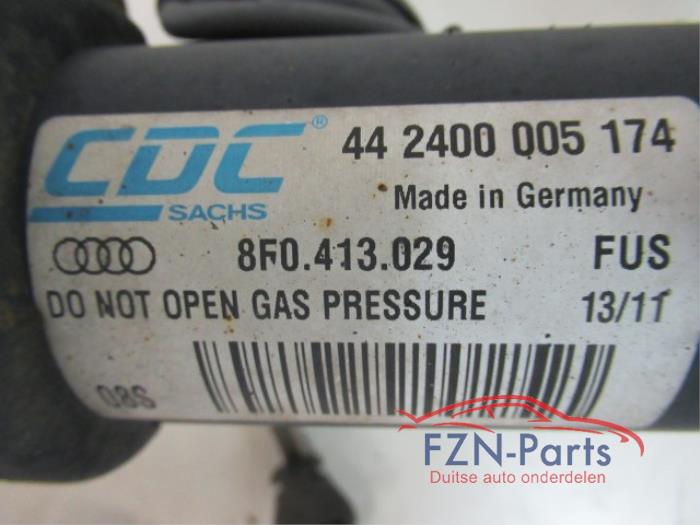 CDC® 44 2400 005 174
SACHS Made in Germany
8F0.413.029 FUS
DO NOT OPEN GAS PRESSURE 13/11
08S
FZN-Parts
Duitse auto onderdelen